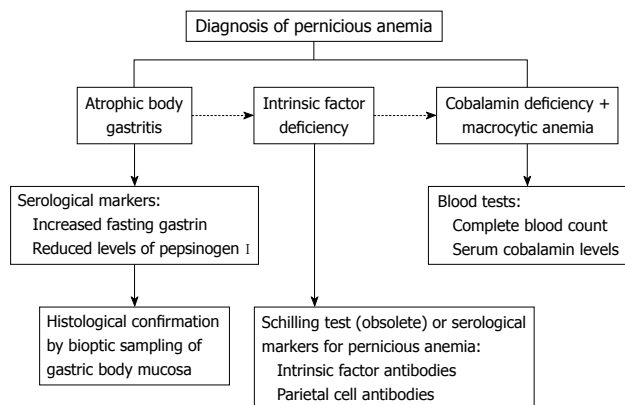 Diagnosis of pernicious anemia
Atrophic body
gastritis
Intrinsic factor
deficiency
Cobalamin deficiency +
macrocytic anemia
Serological markers:
Increased fasting gastrin
Reduced levels of pepsinogen I
Blood tests:
Complete blood count
Serum cobalamin levels
Histological confirmation
by bioptic sampling of
gastric body mucosa
Schilling test (obsolete) or serological
markers for pernicious anemia:
Intrinsic factor antibodies
Parietal cell antibodies